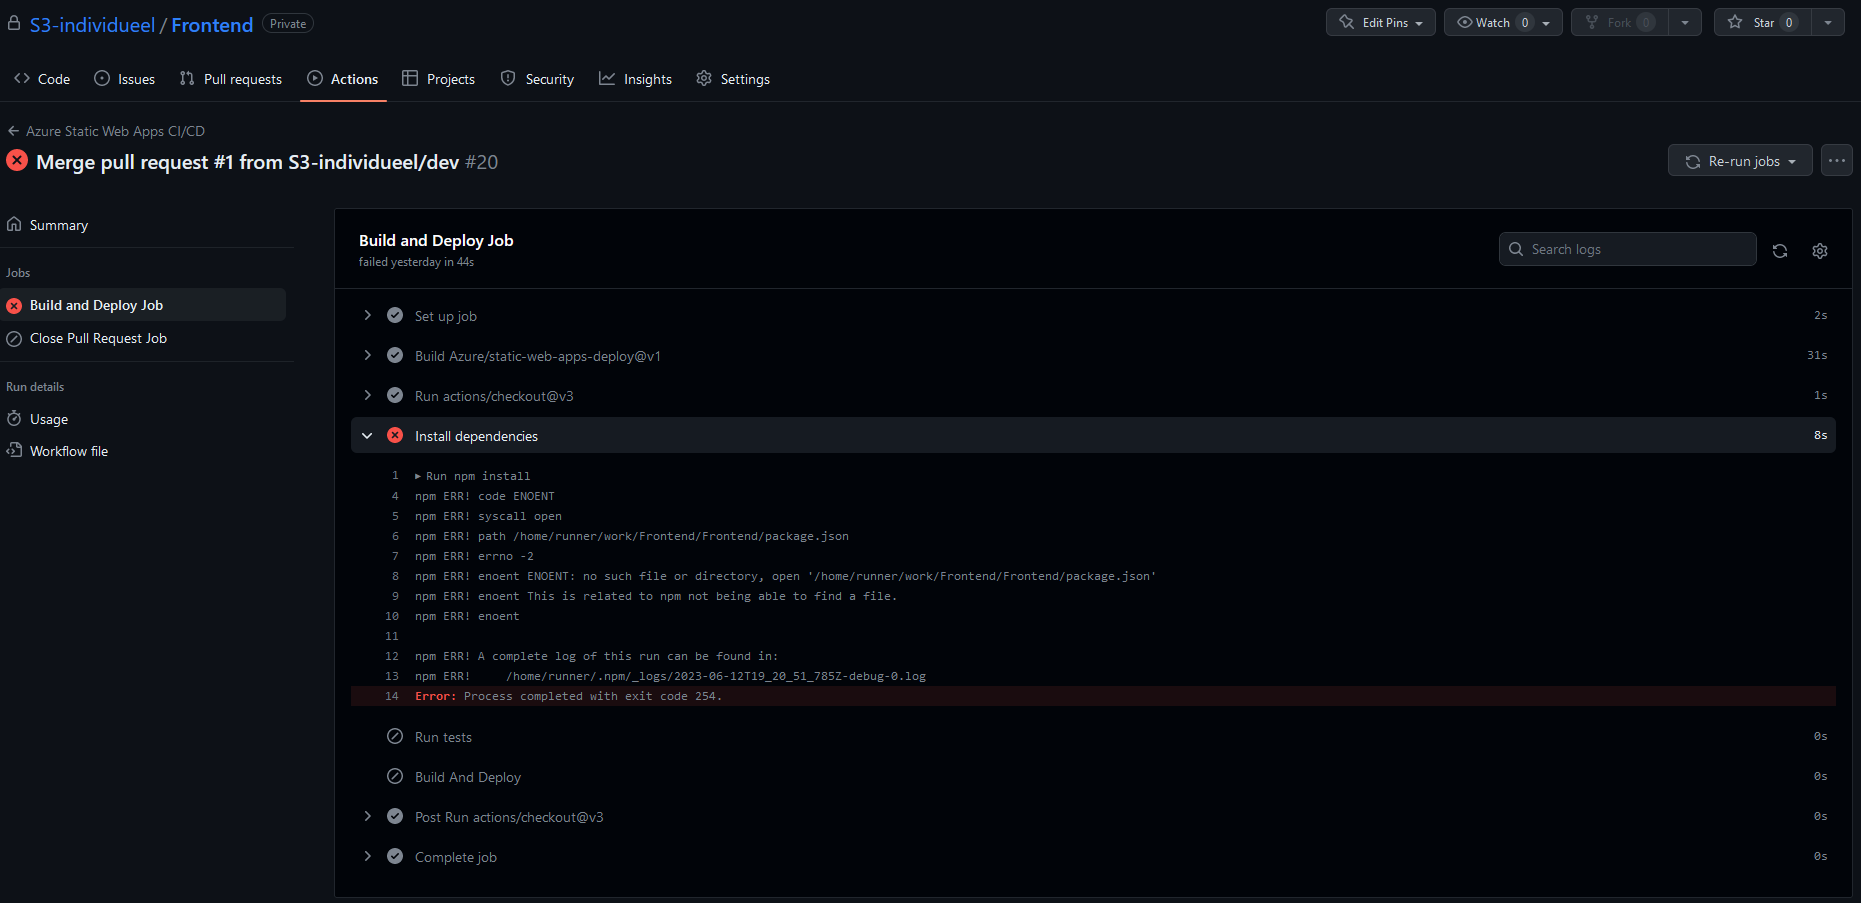 S3-individueel / Frontend Private
Edit Pins Watch 0 Fork 0 Star 0
Code Issues Pull requests Actions Projects Security Insights Settings
Azure Static Web Apps CI/CD
Merge pull request #1 from S3-individueel/dev #20
Re-run jobs
Summary
Jobs
Build and Deploy Job
Close Pull Request Job
Run details
Usage
Workflow file
Build and Deploy Job
failed yesterday in 44s
Search logs
Set up job 2s
Build Azure/static-web-apps-deploy@v1 31s
Run actions/checkout@v3 1s
Install dependencies 8s
1 Run npm install
4 npm ERR! code ENOENT
5 npm ERR! syscall open
6 npm ERR! path /home/runner/work/Frontend/Frontend/package.json
7 npm ERR! errno -2
8 npm ERR! enoent ENOENT: no such file or directory, open '/home/runner/work/Frontend/Frontend/package.json'
9 npm ERR! enoent This is related to npm not being able to find a file.
10 npm ERR! enoent
11
12 npm ERR! A complete log of this run can be found in:
13 npm ERR!     /home/runner/.npm/_logs/2023-06-12T19_20_51_785Z-debug-0.log
14 Error: Process completed with exit code 254.
Run tests 0s
Build And Deploy 0s
Post Run actions/checkout@v3 0s
Complete job 0s